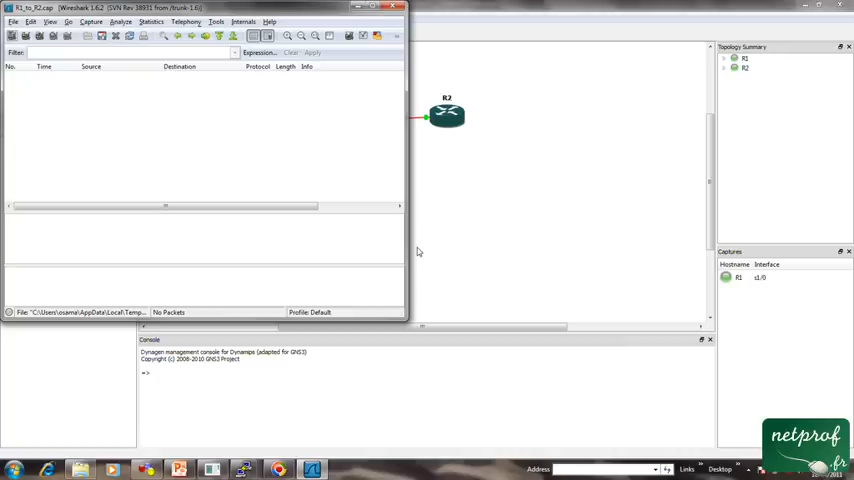 R1_to_R2.cap [Wireshark 1.6.2 (SVN Rev 38931 from /trunk-1.6)]
File Edit View Go Capture Analyze Statistics Telephony Tools Internals Help
Filter: Expression... Clear Apply
No. Time Source Destination Protocol Length Info
File: "C:\Users\osama\AppData\Local\Temp... No Packets Profile: Default
R2
Topology Summary
R1
R2
Captures
Hostname Interface
R1 s1/0
Console
Dynagen management console for Dynamips (adapted for GNS3)
Copyright (c) 2008-2010 GNS3 Project
=>
netprof
.fr
Address Links Desktop